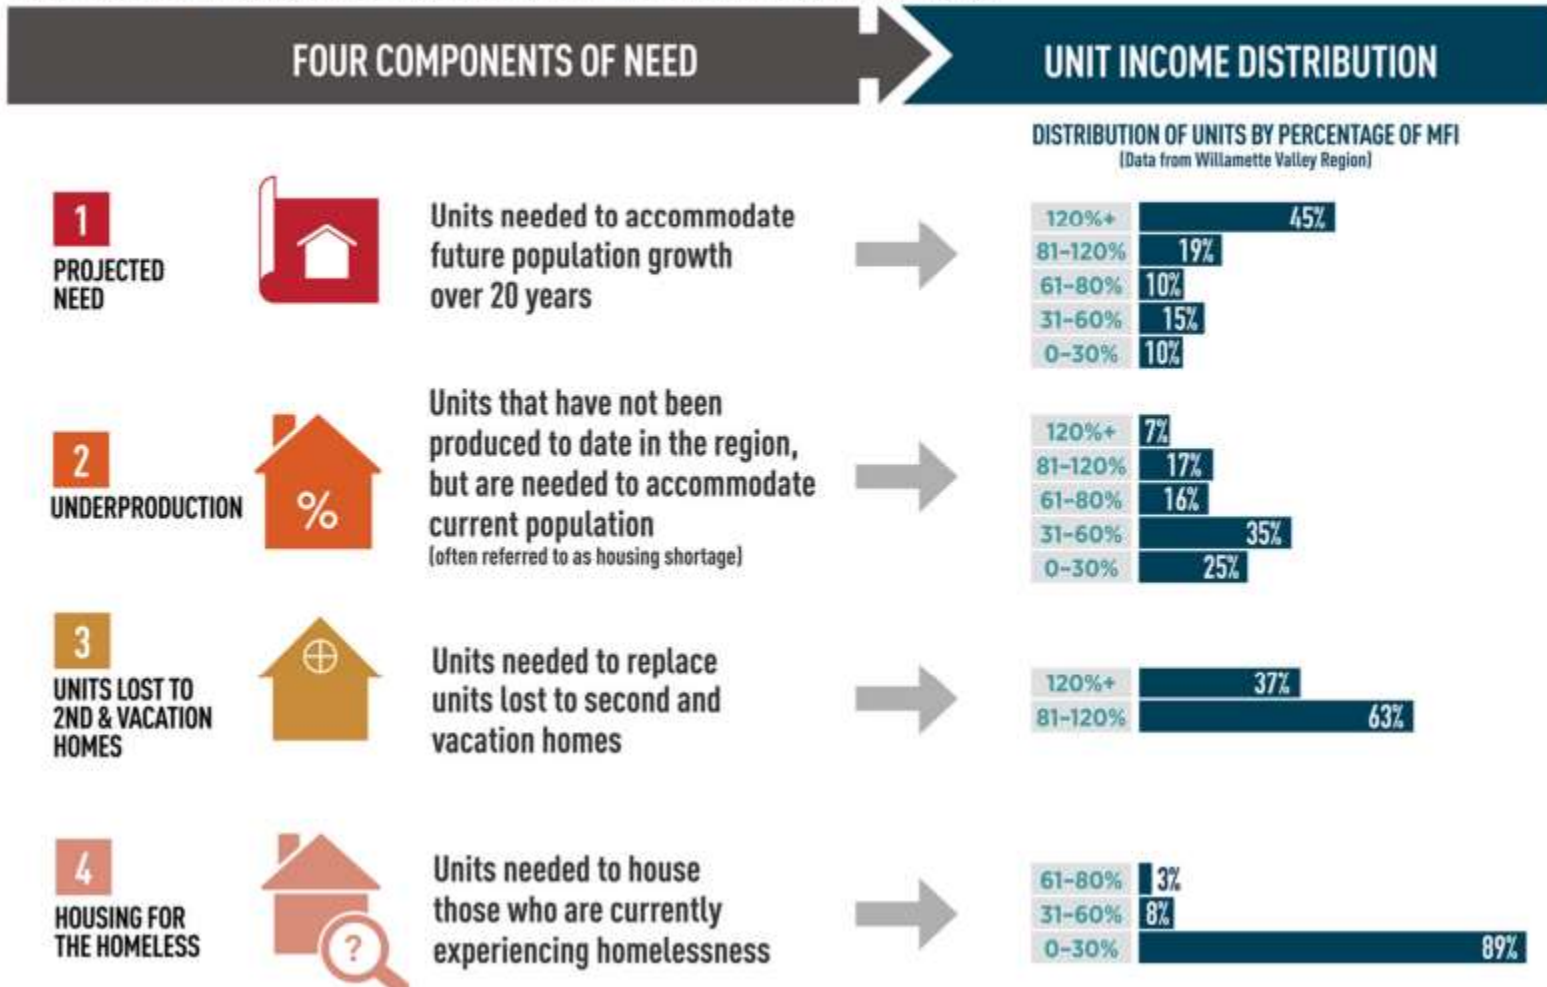 FOUR COMPONENTS OF NEED
UNIT INCOME DISTRIBUTION
DISTRIBUTION OF UNITS BY PERCENTAGE OF MFI
(Data from Willamette Valley Region)
1
PROJECTED
NEED
Units needed to accommodate
future population growth
over 20 years
120%+ 45%
81-120% 19%
61-80% 10%
31-60% 15%
0-30% 10%
2
UNDERPRODUCTION
%
Units that have not been
produced to date in the region,
but are needed to accommodate
current population
(often referred to as housing shortage)
120%+ 7%
81-120% 17%
61-80% 16%
31-60% 35%
0-30% 25%
3
UNITS LOST TO
2ND & VACATION
HOMES
Units needed to replace
units lost to second and
vacation homes
120%+ 37%
81-120% 63%
4
HOUSING FOR
THE HOMELESS
?
Units needed to house
those who are currently
experiencing homelessness
61-80% 3%
31-60% 8%
0-30% 89%